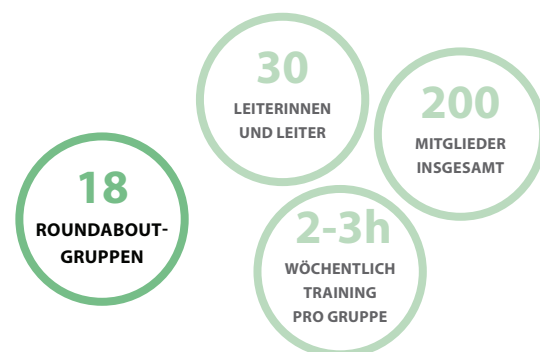 30
LEITERINNEN
UND LEITER
200
MITGLIEDER
INSGESAMT
18
ROUNDABOUT-
GRUPPEN
2-3h
WÖCHENTLICH
TRAINING
PRO GRUPPE